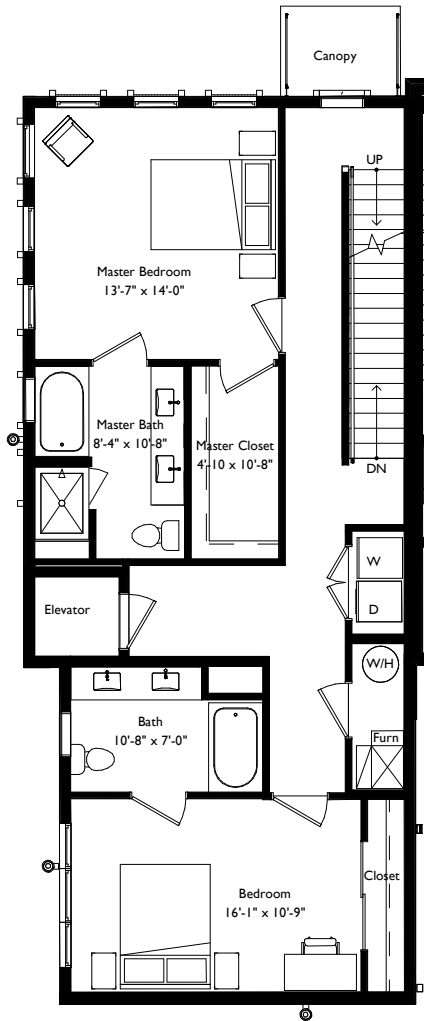 Canopy
UP
Master Bedroom
13'-7" x 14'-0"
Master Bath
8'-4" x 10'-8"
Master Closet
4'-10 x 10'-8"
DN
W
D
Elevator
W/H
Bath
10'-8" x 7'-0"
Furn
Closet
Bedroom
16'-1" x 10'-9"